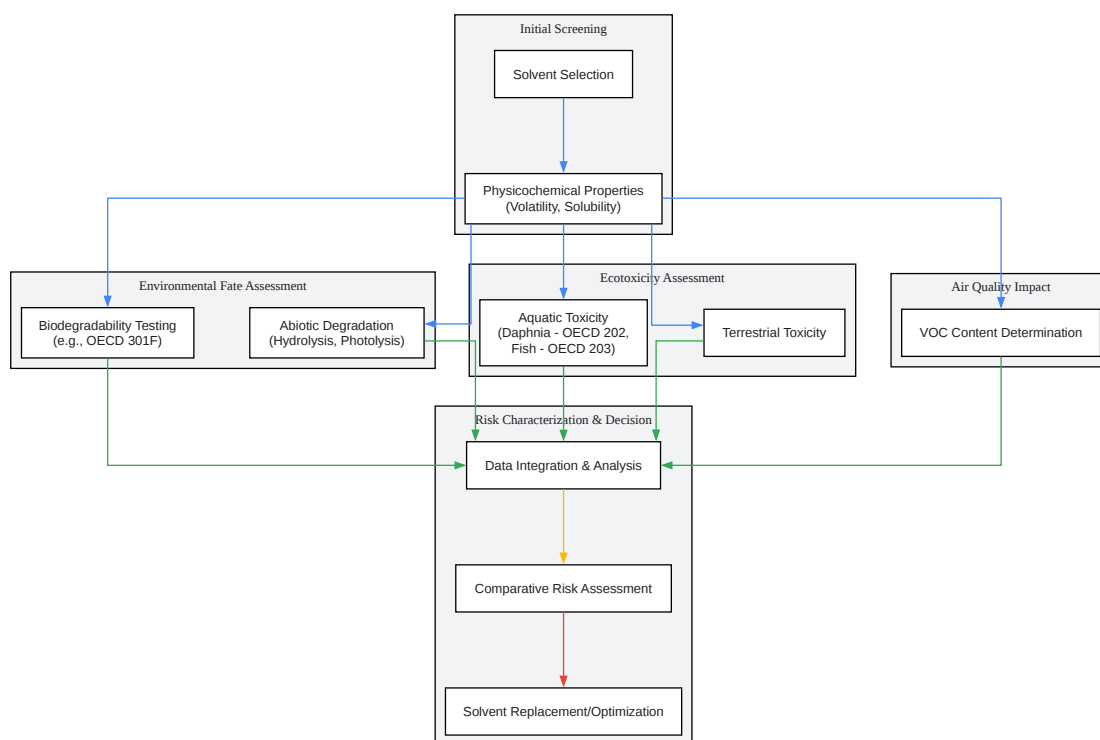 Initial Screening
Solvent Selection
Physicochemical Properties
(Volatility, Solubility)
Environmental Fate Assessment
Biodegradability Testing
(e.g., OECD 301F)
Abiotic Degradation
(Hydrolysis, Photolysis)
Ecotoxicity Assessment
Aquatic Toxicity
(Daphnia - OECD 202,
Fish - OECD 203)
Terrestrial Toxicity
Air Quality Impact
VOC Content Determination
Risk Characterization & Decision
Data Integration & Analysis
Comparative Risk Assessment
Solvent Replacement/Optimization